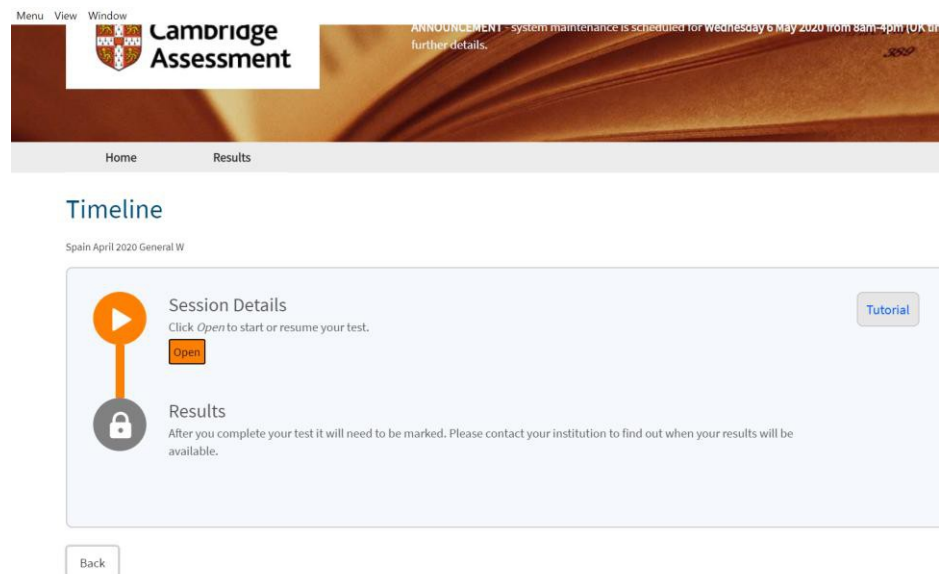 Menu View Window
Cambridge
Assessment
ANNOUNCEMENT - system maintenance is scheduled for Wednesday 6 May 2020 from 8am-4pm (UK
further details.
389
Home Results
Timeline
Spain April 2020 General W
Session Details
Click Open to start or resume your test.
Tutorial
Open
Results
After you complete your test it will need to be marked. Please contact your institution to find out when your results will be
available.
Back